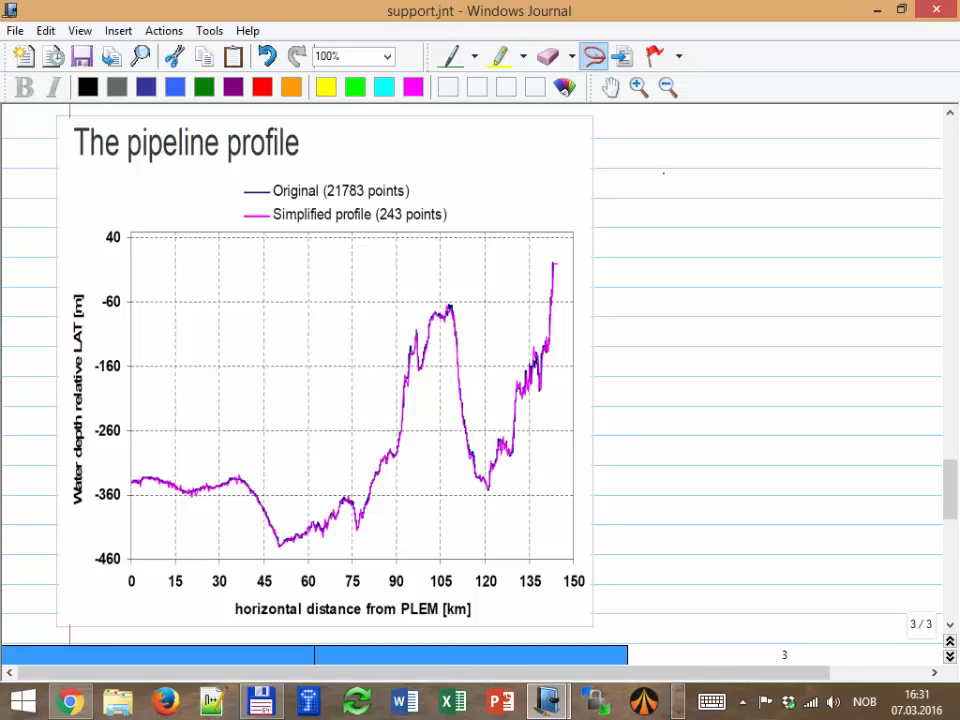 support.jnt - Windows Journal
File Edit View Insert Actions Tools Help
100%
B I
The pipeline profile
Original (21783 points)
Simplified profile (243 points)
40
-60
-160
-260
-360
-460
Water depth relative LAT [m]
0 15 30 45 60 75 90 105 120 135 150
horizontal distance from PLEM [km]
3 / 3
3
NOB
16:31
07.03.2016